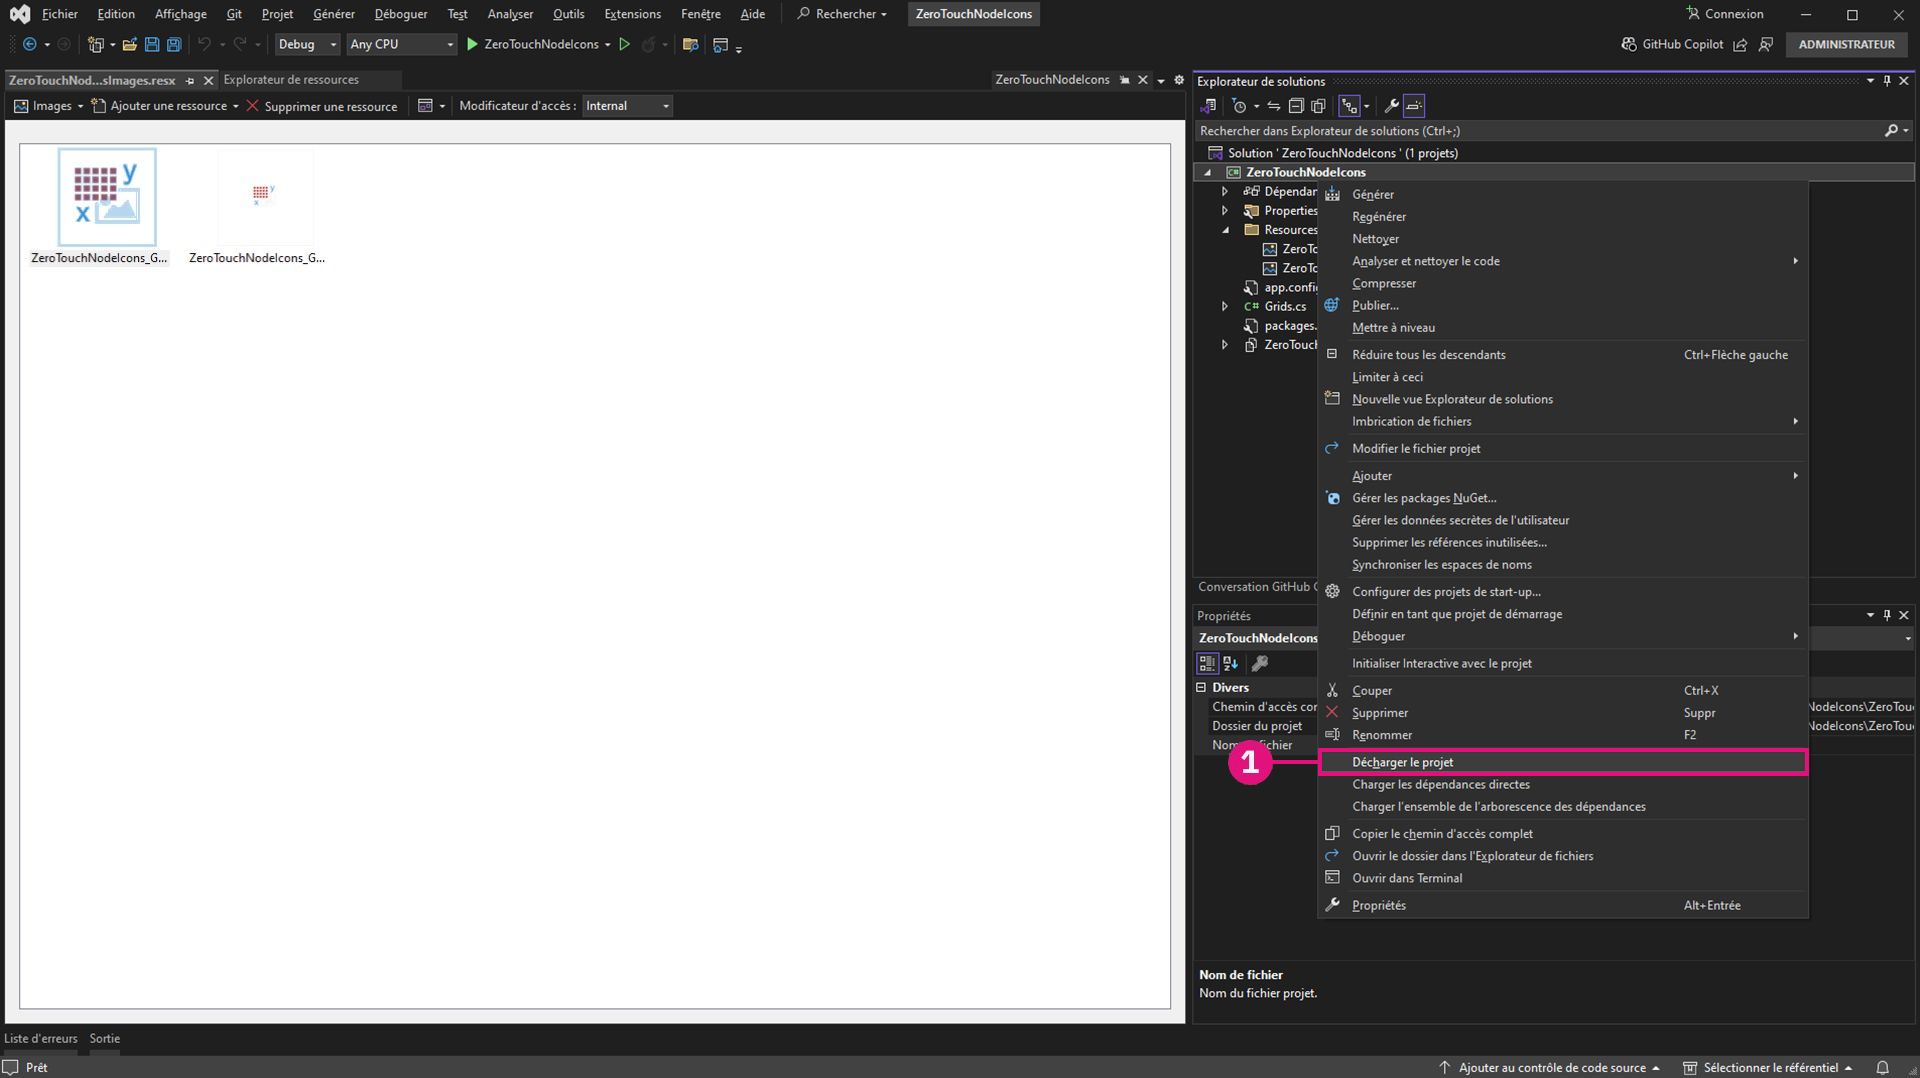 Fichier Edition Affichage Git Projet Générer Déboguer Test Analyser Outils Extensions Fenêtre Aide Rechercher ZeroTouchNodeIcons Connexion
Debug Any CPU ZeroTouchNodeIcons GitHub Copilot ADMINISTRATEUR
ZeroTouchNod...sImages.resx Explorateur de ressources ZeroTouchNodeIcons
Images Ajouter une ressource Supprimer une ressource Modificateur d'accès : Internal
y
x
y
x
ZeroTouchNodeIcons_G... ZeroTouchNodeIcons_G...
Explorateur de solutions
Rechercher dans Explorateur de solutions (Ctrl+;)
Solution ' ZeroTouchNodeIcons ' (1 projets)
C# ZeroTouchNodeIcons
Dépendan
Properties
Resources
ZeroTo
ZeroTo
app.config
C# Grids.cs
packages.
ZeroTouch
Générer
Regénérer
Nettoyer
Analyser et nettoyer le code
Compresser
Publier...
Mettre à niveau
Réduire tous les descendants Ctrl+Flèche gauche
Limiter à ceci
Nouvelle vue Explorateur de solutions
Imbrication de fichiers
Modifier le fichier projet
Ajouter
Gérer les packages NuGet...
Gérer les données secrètes de l'utilisateur
Supprimer les références inutilisées...
Synchroniser les espaces de noms
Configurer des projets de start-up...
Définir en tant que projet de démarrage
Déboguer
Initialiser Interactive avec le projet
Couper Ctrl+X
Supprimer Suppr
Renommer F2
Décharger le projet
Charger les dépendances directes
Charger l'ensemble de l'arborescence des dépendances
Copier le chemin d'accès complet
Ouvrir le dossier dans l'Explorateur de fichiers
Ouvrir dans Terminal
Propriétés Alt+Entrée
Conversation GitHub C
Propriétés
ZeroTouchNodeIcons
Divers
Chemin d'accès com NodeIcons\ZeroTou
Dossier du projet NodeIcons\ZeroTou
Nom fichier
1
Nom de fichier
Nom du fichier projet.
Liste d'erreurs Sortie
Prêt Ajouter au contrôle de code source Sélectionner le référentiel